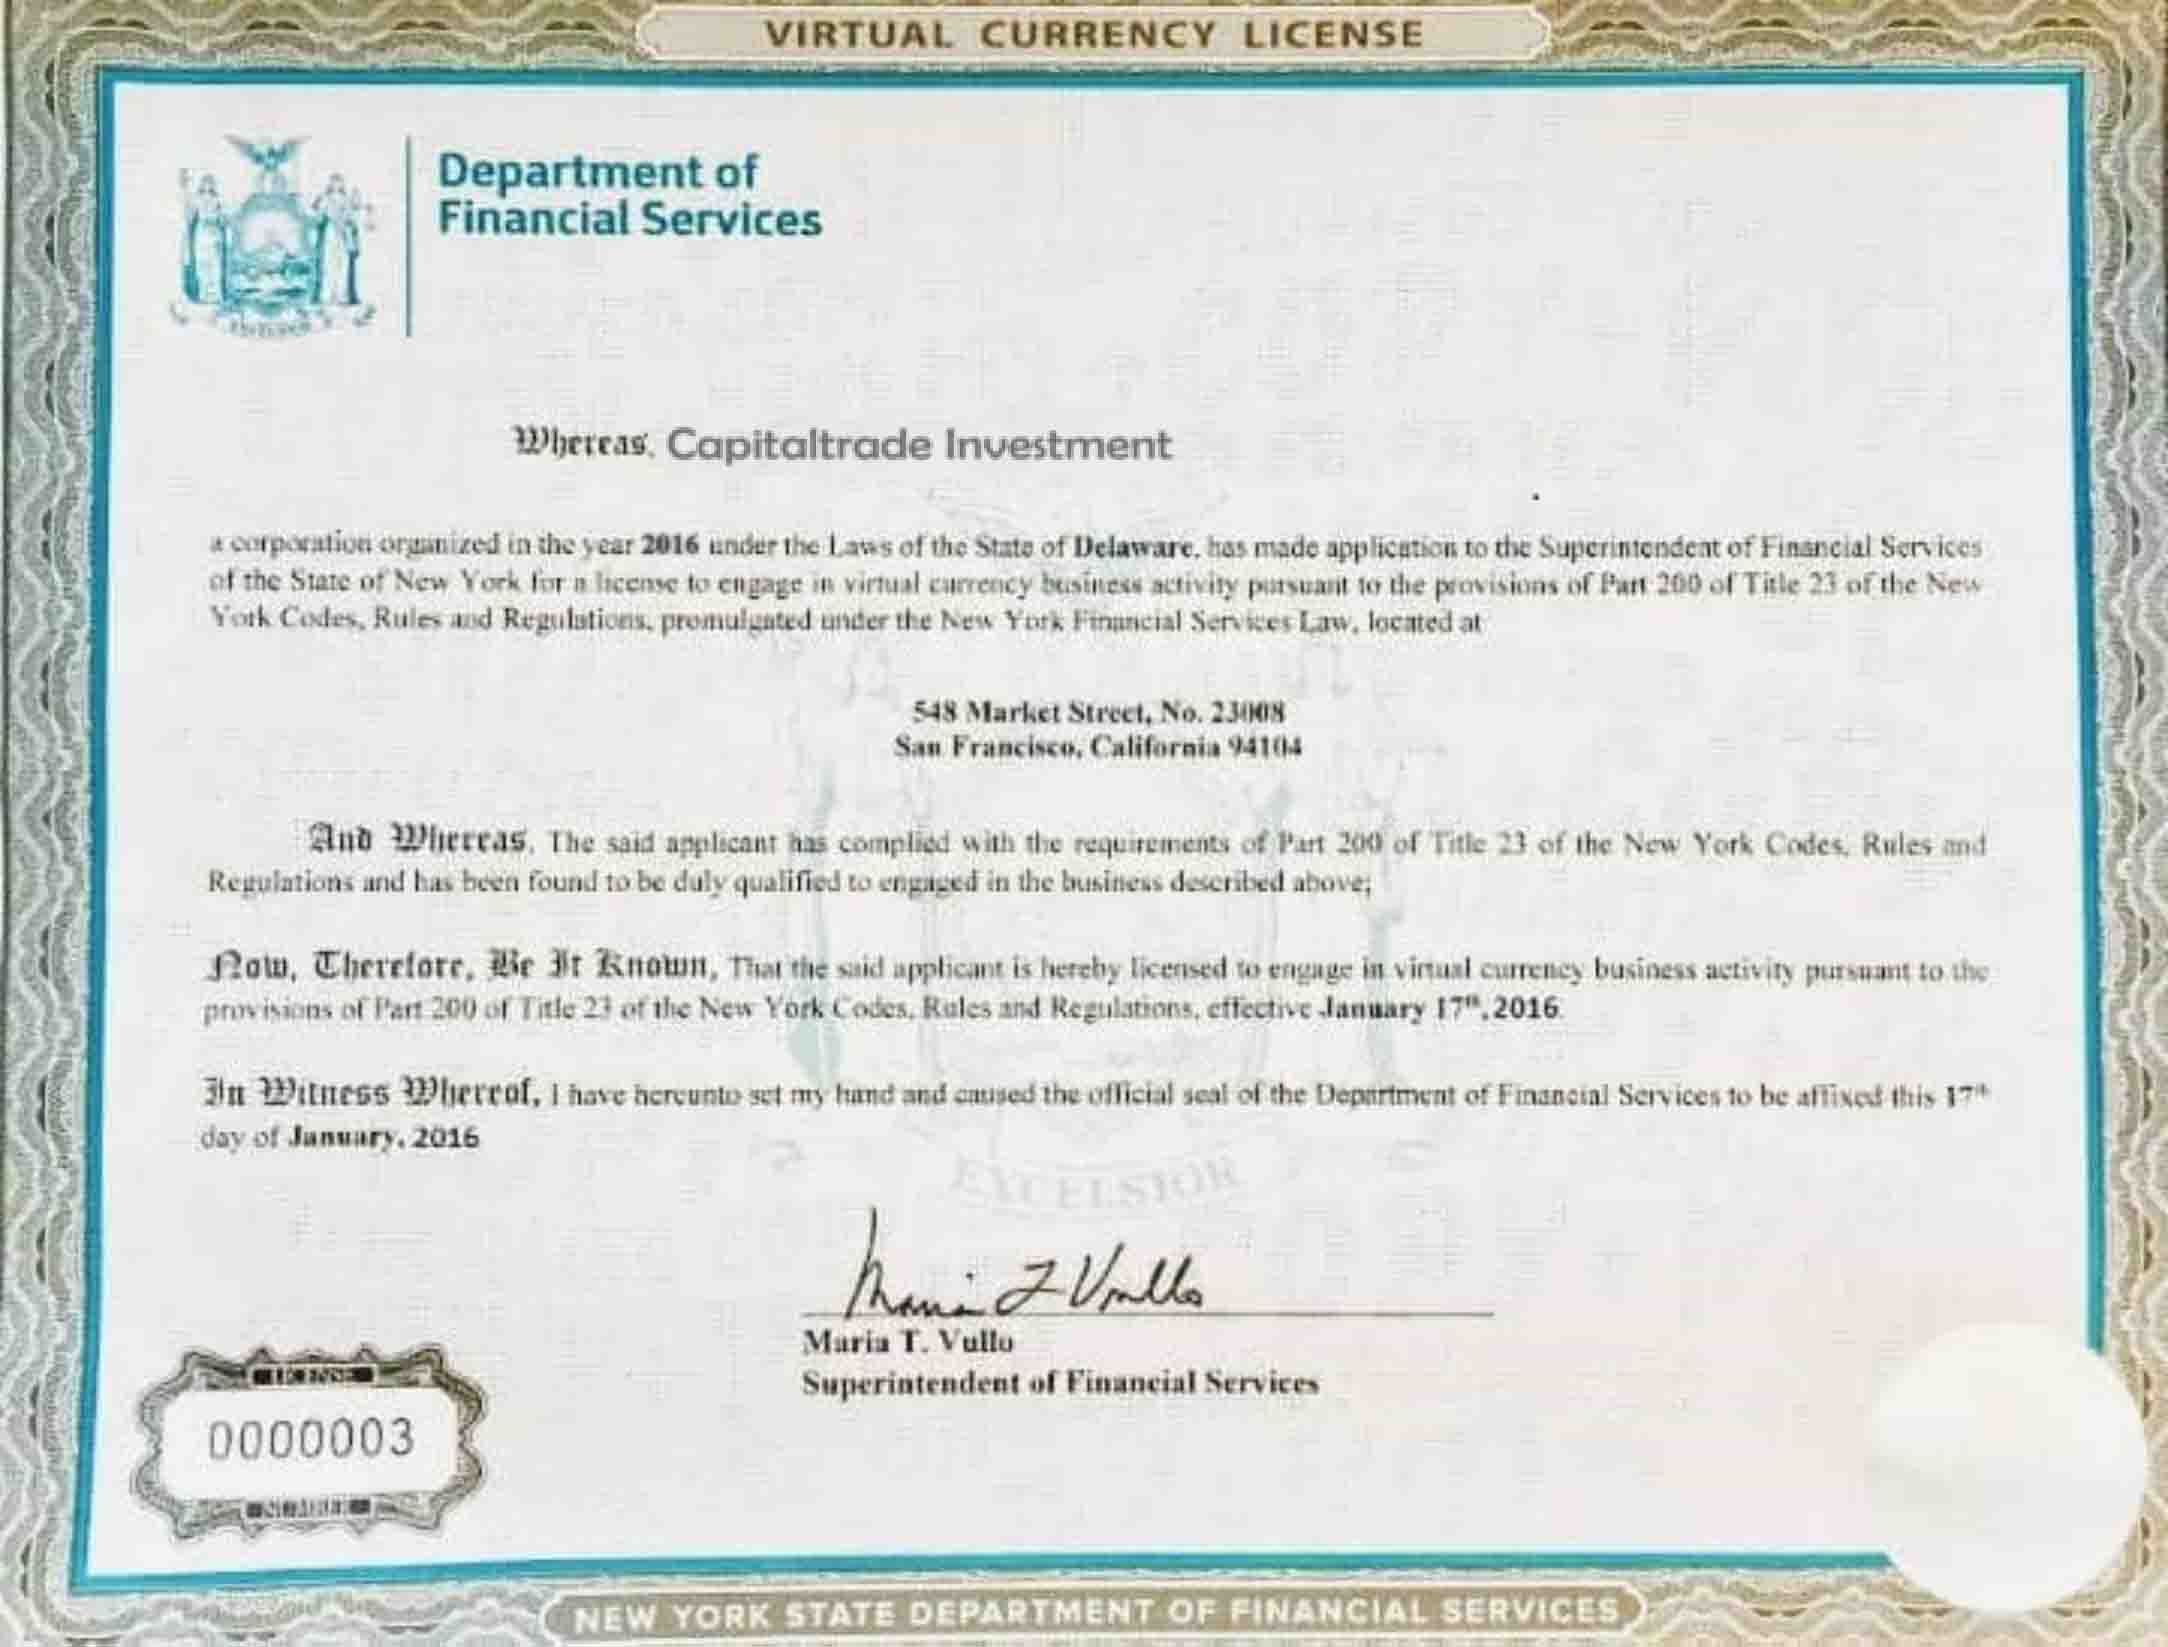 VIRTUAL CURRENCY LICENSE
Department of
Financial Services
Whereas, Capitaltrade Investment
a corporation organized in the year 2016 under the Laws of the State of Delaware, has made application to the Superintendent of Financial Services
of the State of New York for a license to engage in virtual currency business activity pursuant to the provisions of Part 200 of Title 23 of the New
York Codes, Rules and Regulations, promulgated under the New York Financial Services Law, located at
548 Market Street, No. 23008
San Francisco, California 94104
And Whereas, The said applicant has complied with the requirements of Part 200 of Title 23 of the New York Codes, Rules and
Regulations and has been found to be duly qualified to engaged in the business described above;
Now, Therefore, Be It Known, That the said applicant is hereby licensed to engage in virtual currency business activity pursuant to the
provisions of Part 200 of Title 23 of the New York Codes, Rules and Regulations, effective January 17th, 2016.
In Witness Whereof, I have hereunto set my hand and caused the official seal of the Department of Financial Services to be affixed this 17th
day of January, 2016
EXCELSIOR
Maria T Vullo
Maria T. Vullo
Superintendent of Financial Services
LICENSE
0000003
NEW YORK STATE DEPARTMENT OF FINANCIAL SERVICES